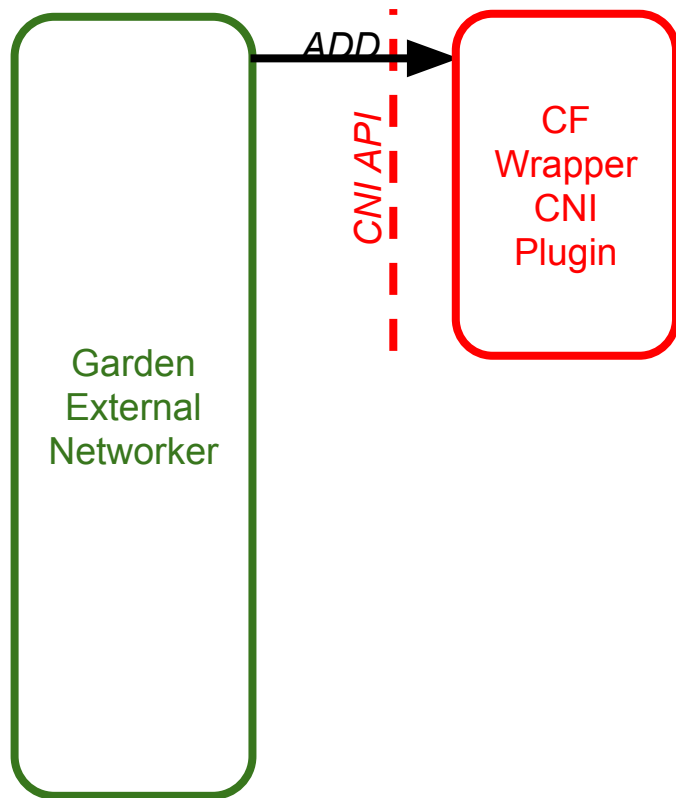 ADD
CNI API
CF
Wrapper
CNI
Plugin
Garden
External
Networker